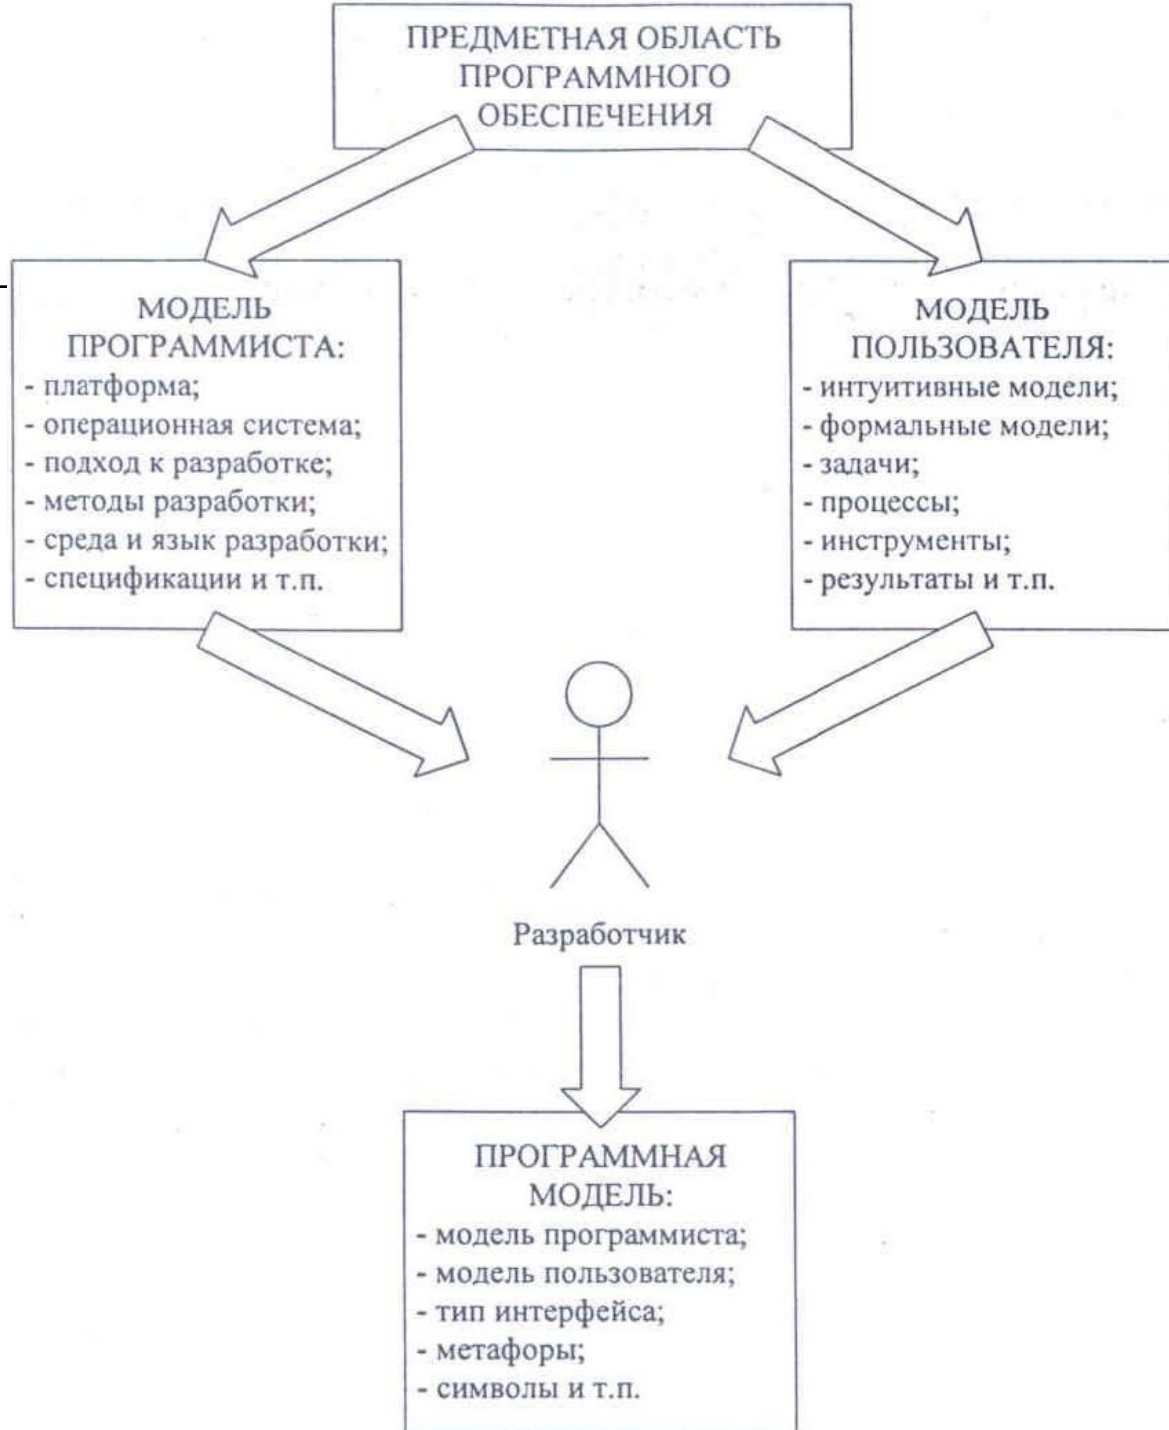 ПРЕДМЕТНАЯ ОБЛАСТЬ
ПРОГРАММНОГО
ОБЕСПЕЧЕНИЯ
МОДЕЛЬ
ПРОГРАММИСТА:
- платформа;
- операционная система;
- подход к разработке;
- методы разработки;
- среда и язык разработки;
- спецификации и т.п.
МОДЕЛЬ
ПОЛЬЗОВАТЕЛЯ:
- интуитивные модели;
- формальные модели;
- задачи;
- процессы;
- инструменты;
- результаты и т.п.
Разработчик
ПРОГРАММНАЯ
МОДЕЛЬ:
- модель программиста;
- модель пользователя;
- тип интерфейса;
- метафоры;
- символы и т.п.